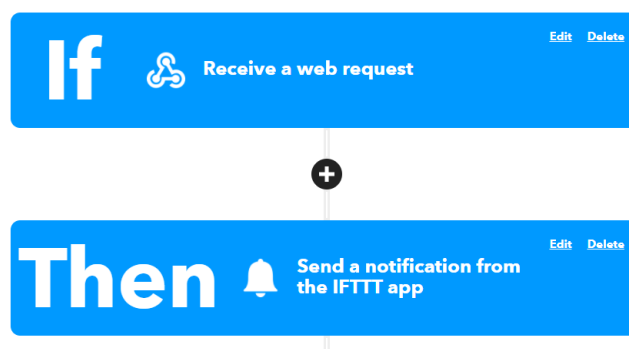 If
Receive a web request
Edit Delete
Then
Send a notification from
the IFTTT app
Edit Delete